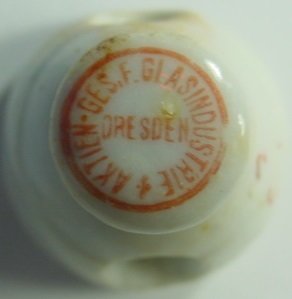 AKTIEN-GES.F.GLASINDUSTRIE +
DRESDEN